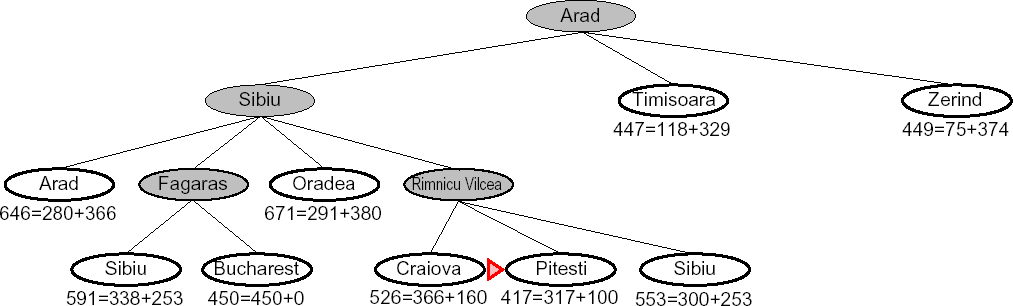 Arad
Sibiu
Timisoara
Zerind
447=118+329
449=75+374
Arad
Fagaras
Oradea
Rimnicu Vilcea
646=280+366
671=291+380
Sibiu
Bucharest
Craiova
Pitesti
Sibiu
591=338+253
450=450+0
526=366+160
417=317+100
553=300+253